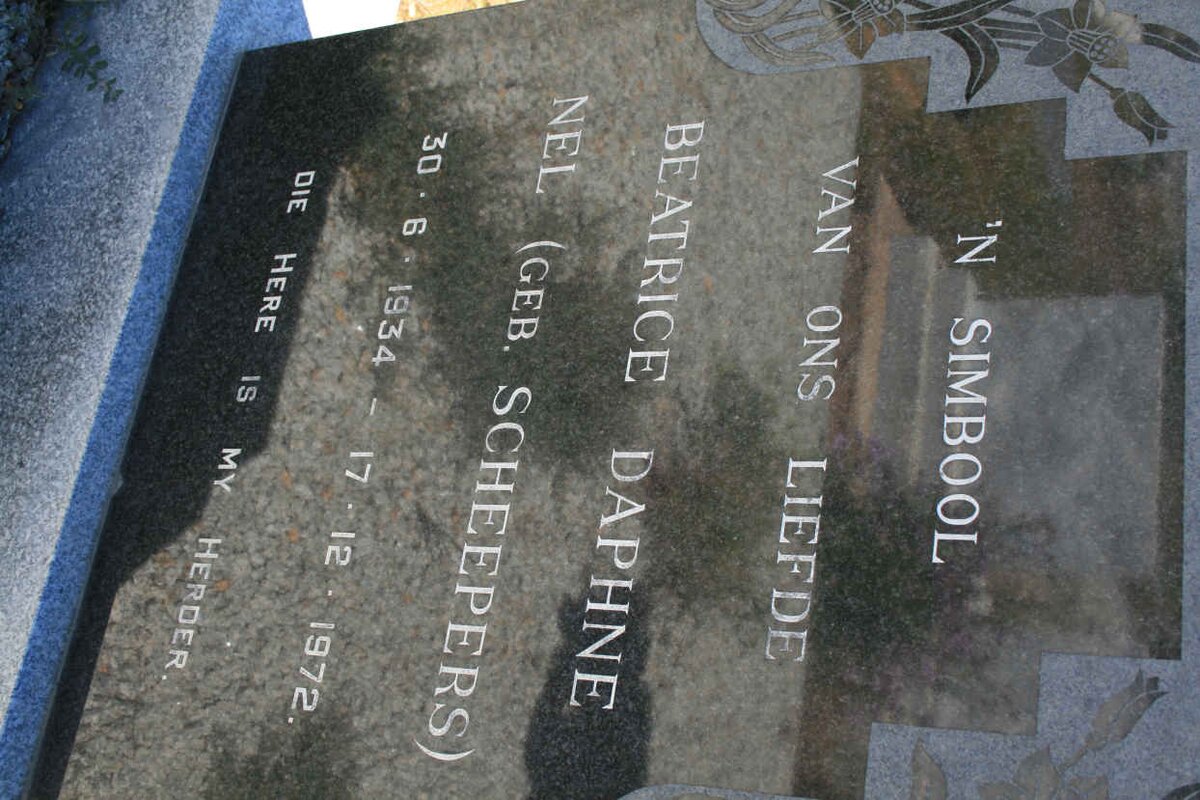 'N SIMBOOL
VAN ONS LIEFDE
BEATRICE DAPHNE
NEL (GEB. SCHEEPERS)
30.6.1934 – 17.12.1972.
DIE HERE IS MY HERDER.